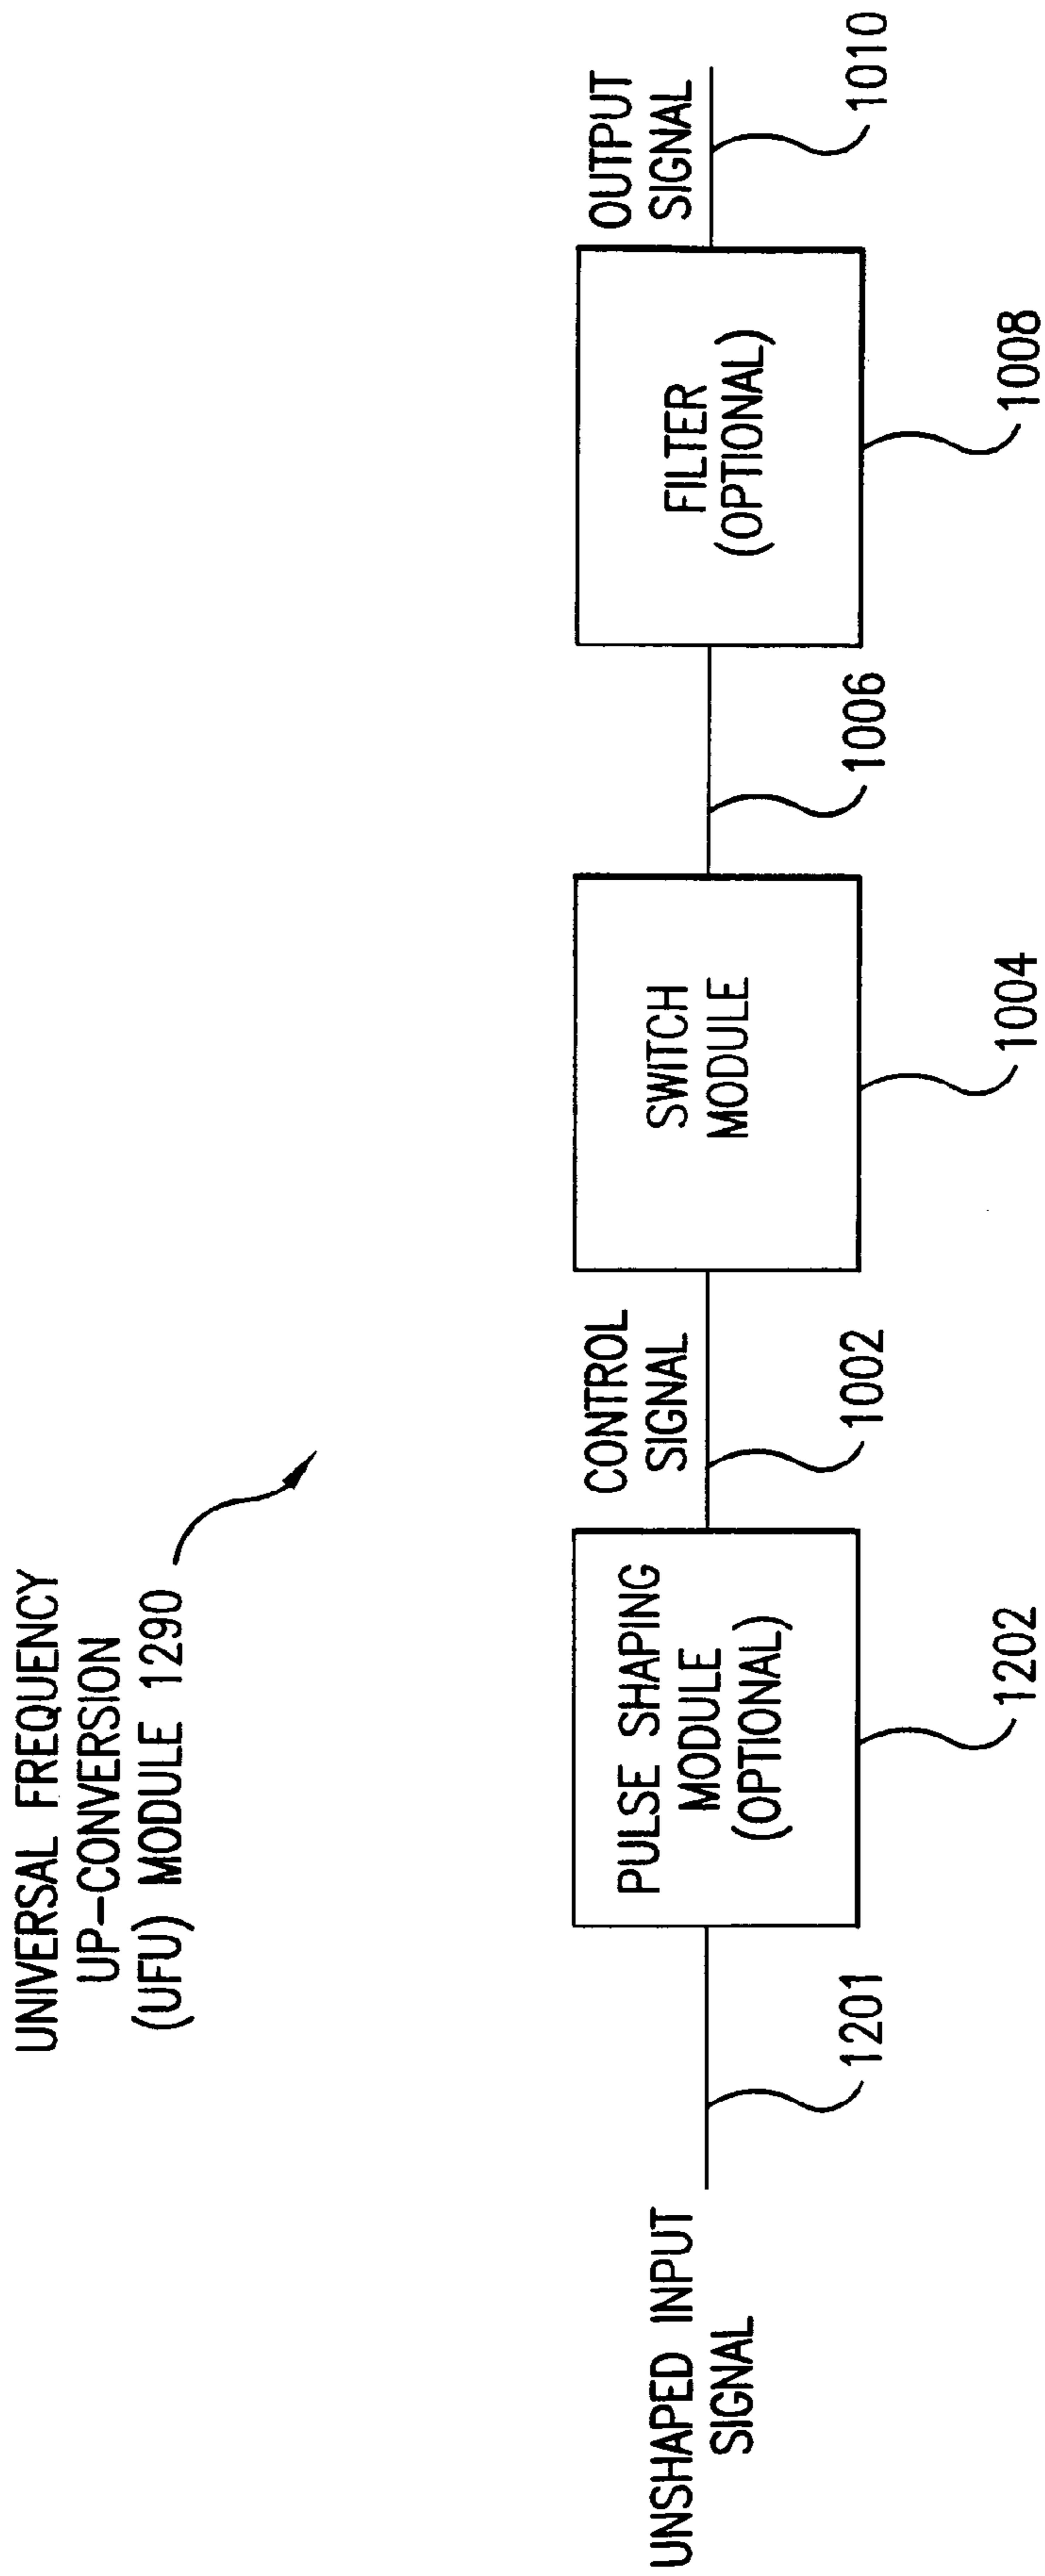 UNIVERSAL FREQUENCY
UP-CONVERSION
(UFU) MODULE 1290
UNSHAPED INPUT
SIGNAL
1201
PULSE SHAPING
MODULE
(OPTIONAL)
1202
CONTROL
SIGNAL
1002
SWITCH
MODULE
1004
1006
FILTER
(OPTIONAL)
1008
OUTPUT
SIGNAL
1010